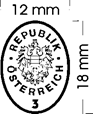 12 mm
REPUBLIK
ÖSTERREICH
3
18 mm